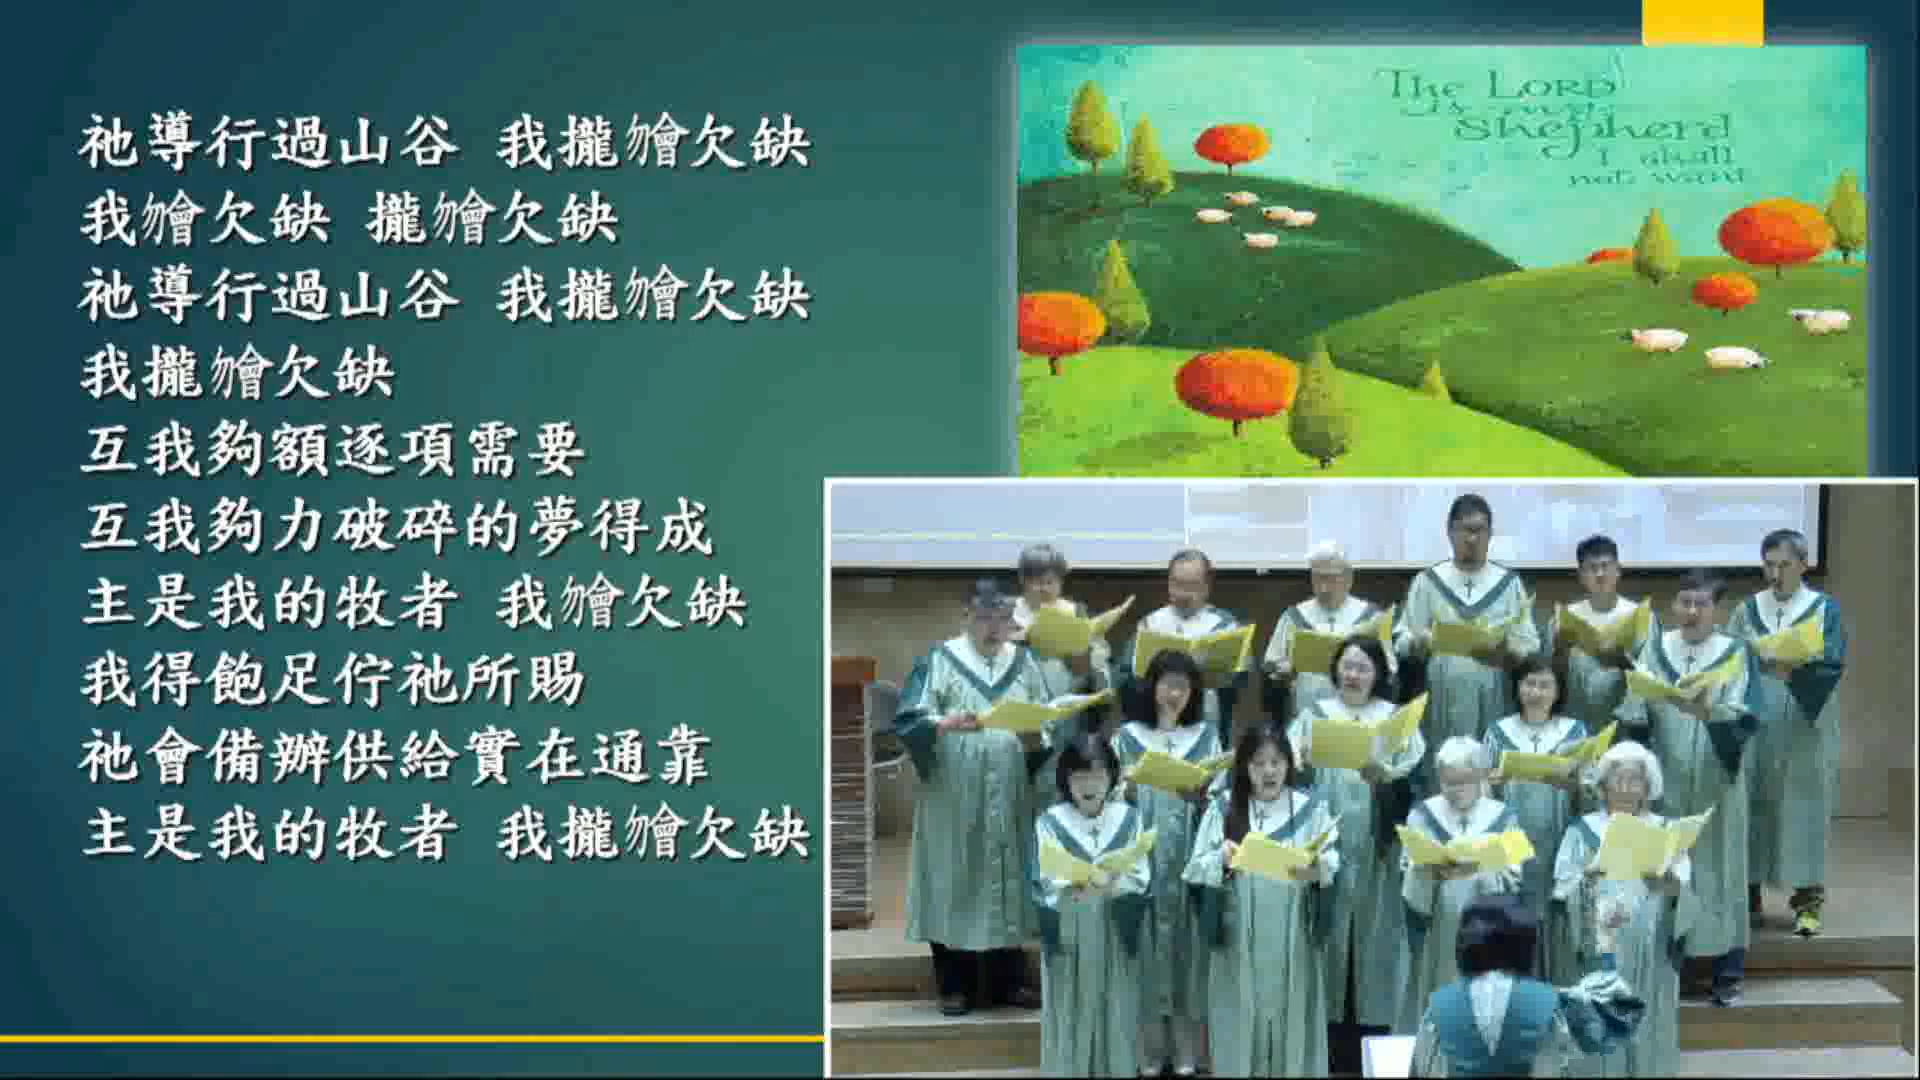 祂導行過山谷 我攏𣍐欠缺
我𣍐欠缺 攏𣍐欠缺
祂導行過山谷 我攏𣍐欠缺
我攏𣍐欠缺
互我夠額逐項需要
互我夠力破碎的夢得成
主是我的牧者 我𣍐欠缺
我得飽足佇祂所賜
祂會備辦供給實在通靠
主是我的牧者 我攏𣍐欠缺
The LORD
is my
Shepherd
I shall
not want